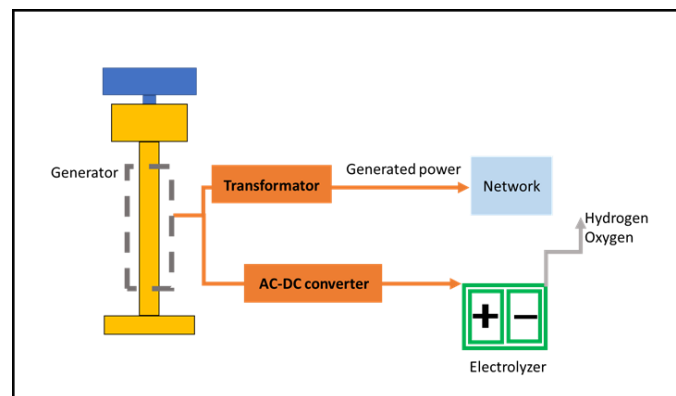 Generator
Transformator
Generated power
Network
Hydrogen
Oxygen
AC-DC converter
+ −
Electrolyzer